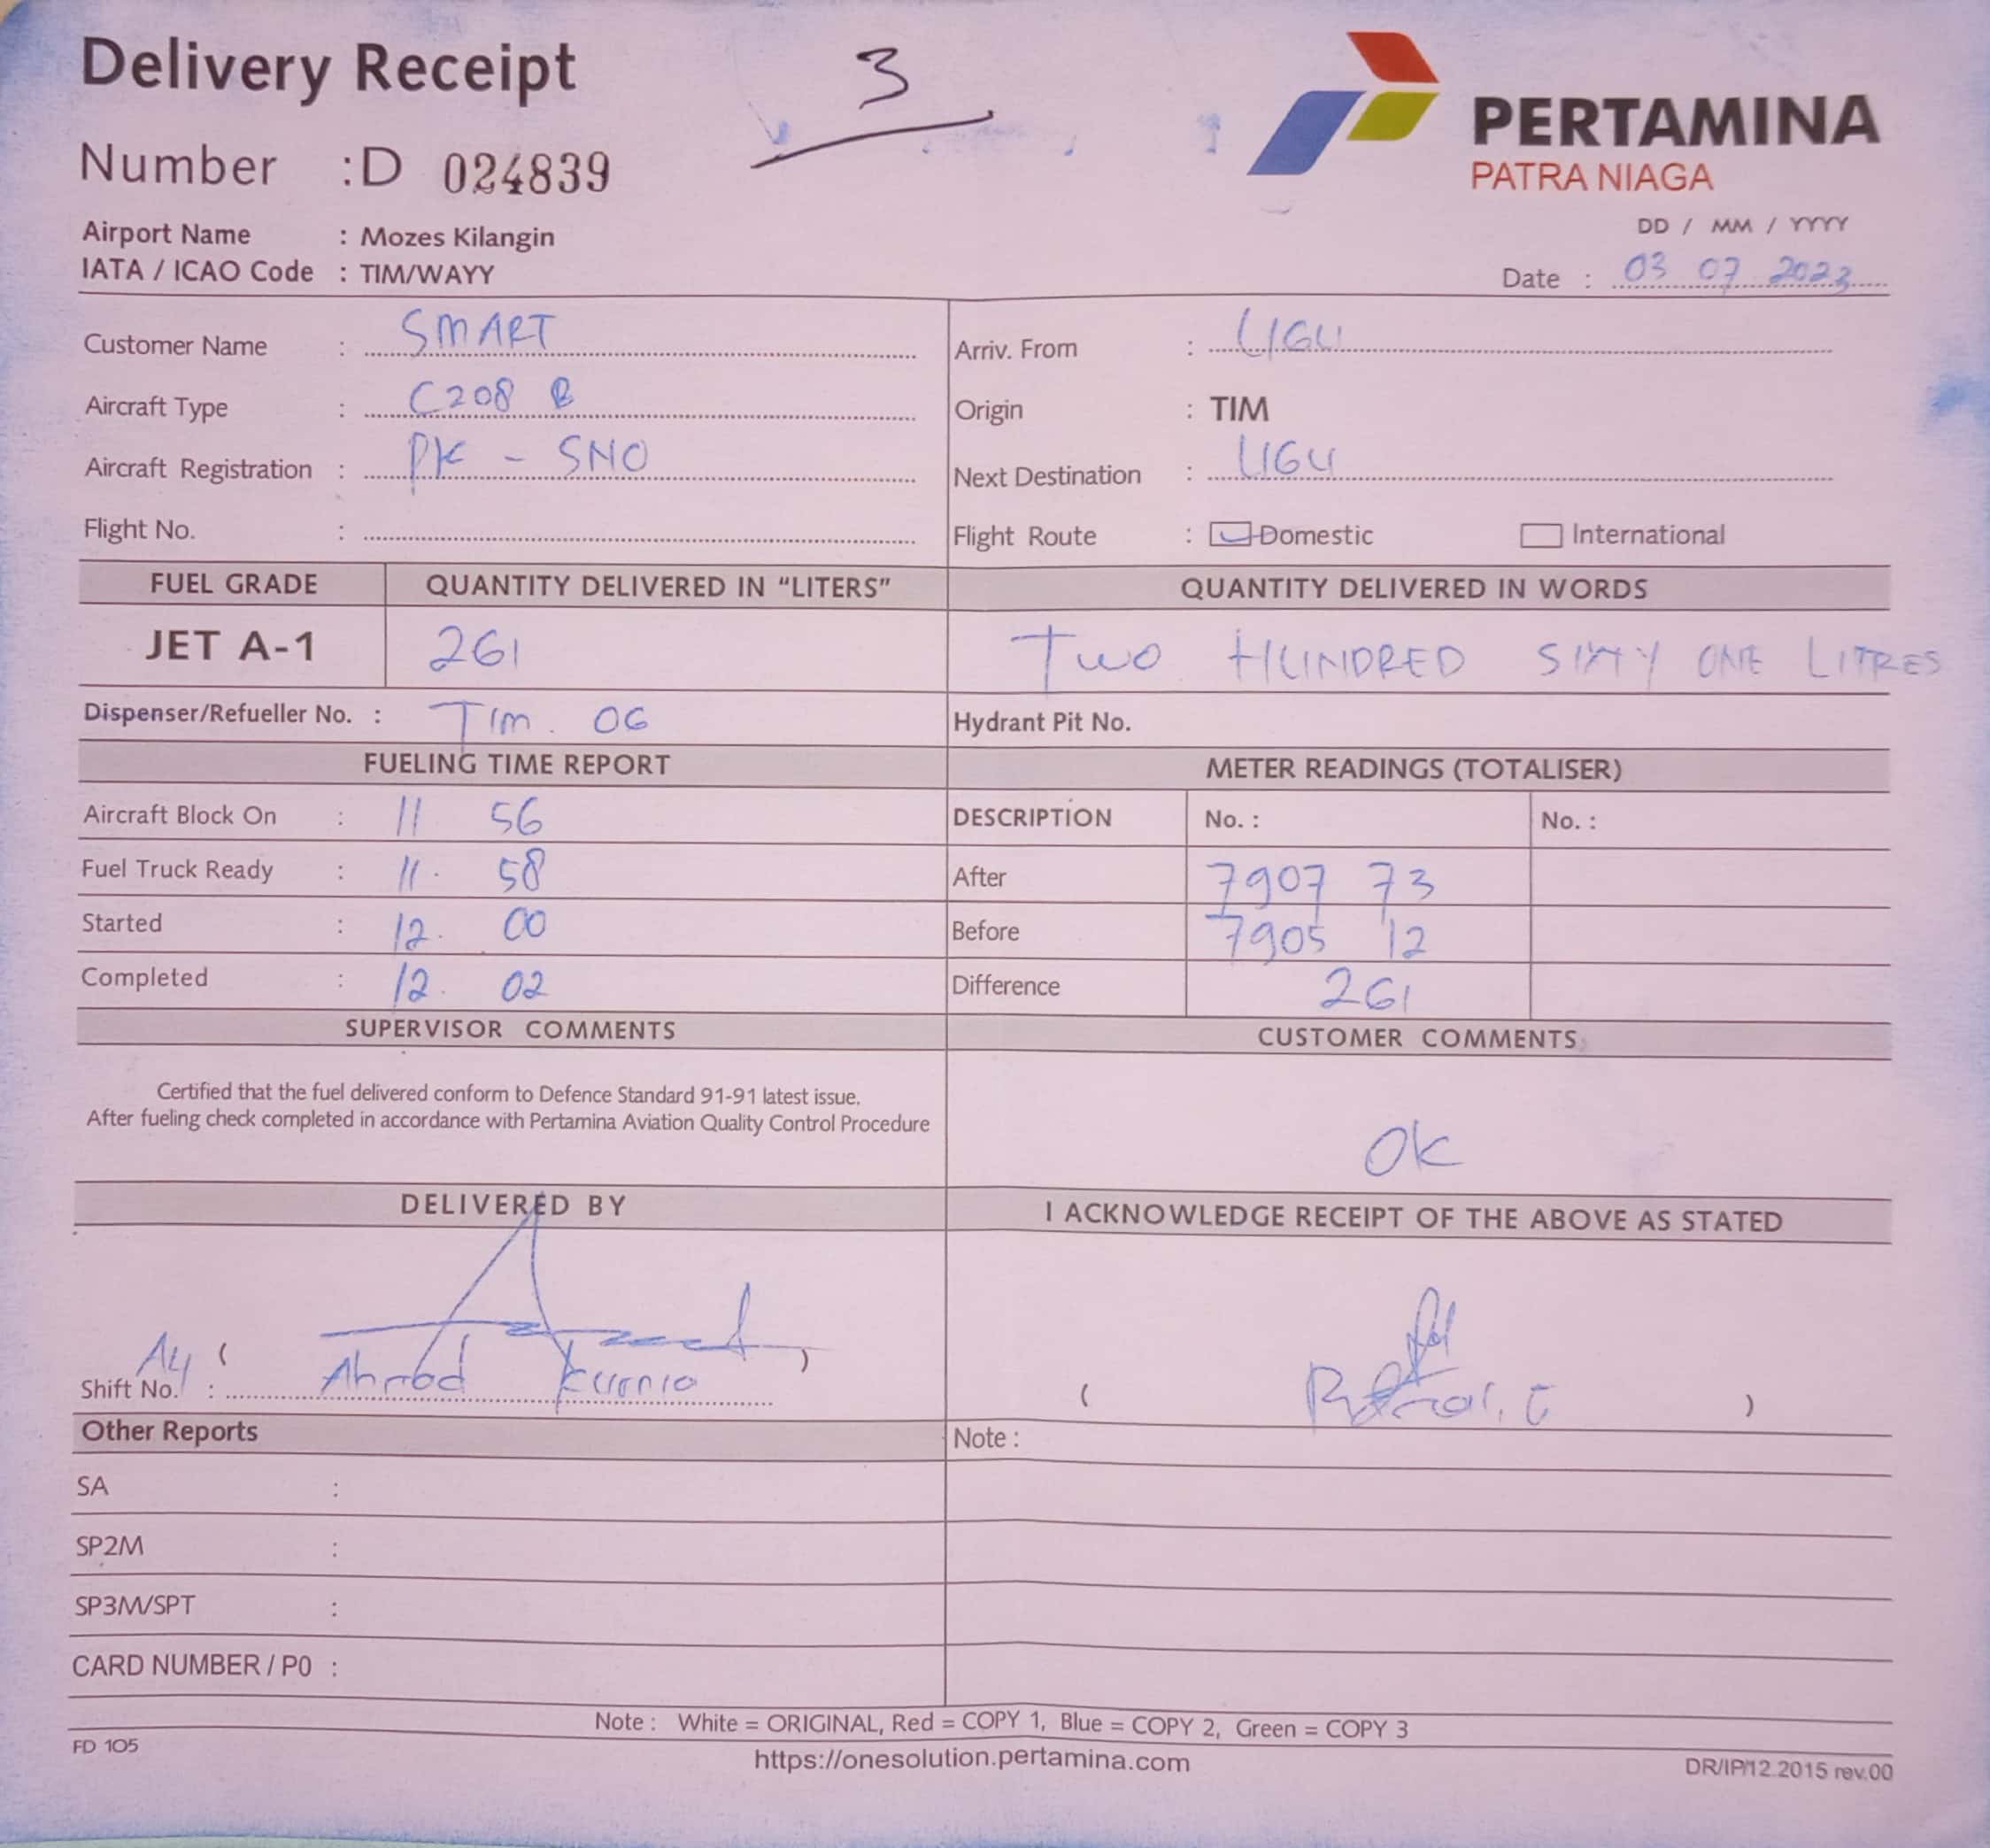 Delivery Receipt
3
PERTAMINA
PATRA NIAGA
Number : D 024839
Airport Name : Mozes Kilangin
DD / MM / YYYY
IATA / ICAO Code : TIM/WAYY
Date : 03 07 2023
Customer Name : SMART
Arriv. From :
Aircraft Type : C208 B
Origin : TIM
Aircraft Registration : PK - SNO
Next Destination :
Flight No. :
Flight Route : Domestic International
FUEL GRADE QUANTITY DELIVERED IN "LITERS" QUANTITY DELIVERED IN WORDS
JET A-1 261 TWO HUNDRED SIXTY ONE LITRES
Dispenser/Refueller No. : TIM. 06 Hydrant Pit No.
FUELING TIME REPORT METER READINGS (TOTALISER)
Aircraft Block On : 11 56 DESCRIPTION No. : No. :
Fuel Truck Ready : 11. 58 After 7907 73
Started : 12. 00 Before 7905 12
Completed : 12. 02 Difference 261
SUPERVISOR COMMENTS CUSTOMER COMMENTS
Certified that the fuel delivered conform to Defence Standard 91-91 latest issue.
After fueling check completed in accordance with Pertamina Aviation Quality Control Procedure
OK
DELIVERED BY I ACKNOWLEDGE RECEIPT OF THE ABOVE AS STATED
Shift No. : ( Ahmad Kurnia )
( )
Other Reports Note :
SA :
SP2M :
SP3M/SPT :
CARD NUMBER / P0 :
Note : White = ORIGINAL, Red = COPY 1, Blue = COPY 2, Green = COPY 3
FD 105 https://onesolution.pertamina.com DR/IP/12.2015 rev.00